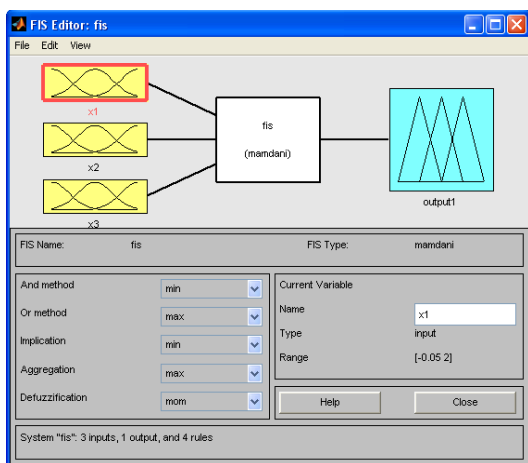 FIS Editor: fis
File Edit View
x1
x2
x3
fis
(mamdani)
output1
FIS Name: fis FIS Type: mamdani
And method min
Or method max
Implication min
Aggregation max
Defuzzification mom
Current Variable
Name x1
Type input
Range [-0.05 2]
Help Close
System "fis": 3 inputs, 1 output, and 4 rules